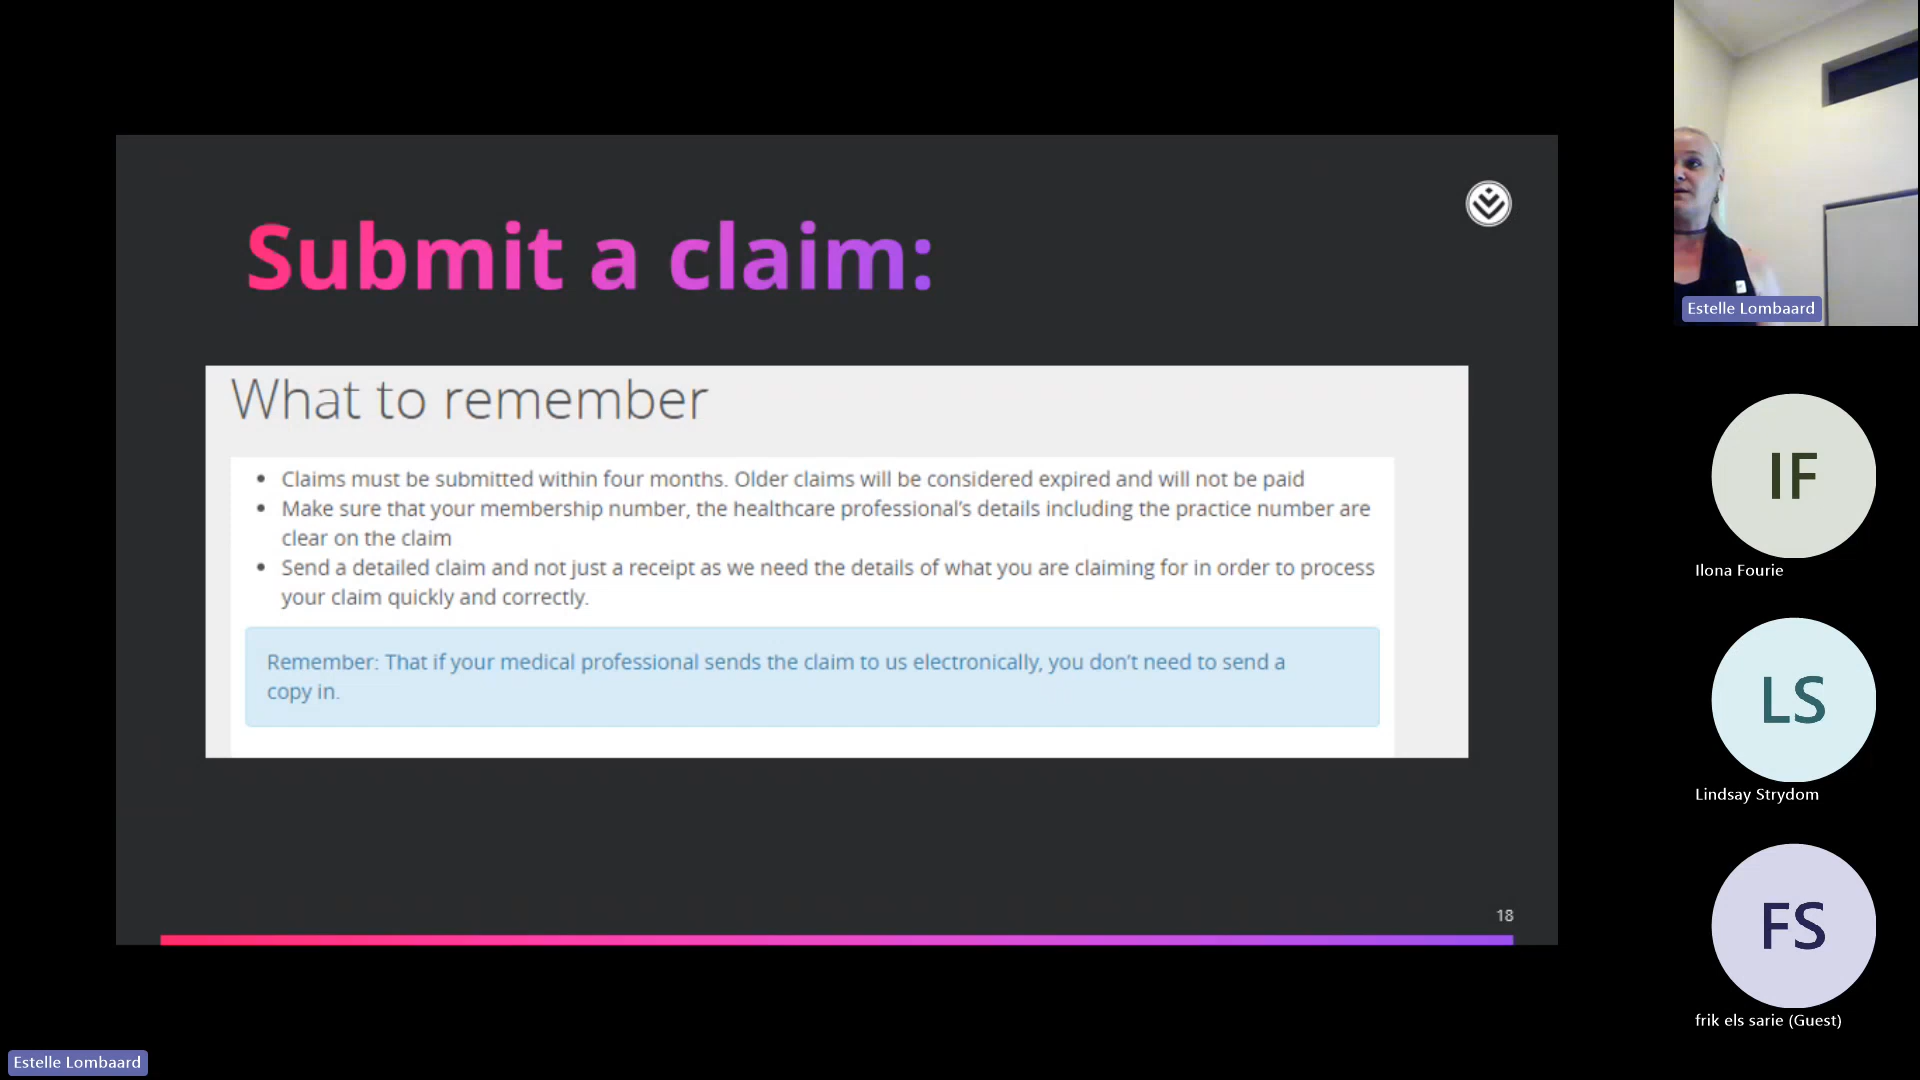 Submit a claim:
What to remember
• Claims must be submitted within four months. Older claims will be considered expired and will not be paid
• Make sure that your membership number, the healthcare professional's details including the practice number are
clear on the claim
• Send a detailed claim and not just a receipt as we need the details of what you are claiming for in order to process
your claim quickly and correctly.
Remember: That if your medical professional sends the claim to us electronically, you don't need to send a
copy in.
18
Estelle Lombaard
IF
Ilona Fourie
LS
Lindsay Strydom
FS
frik els sarie (Guest)
Estelle Lombaard